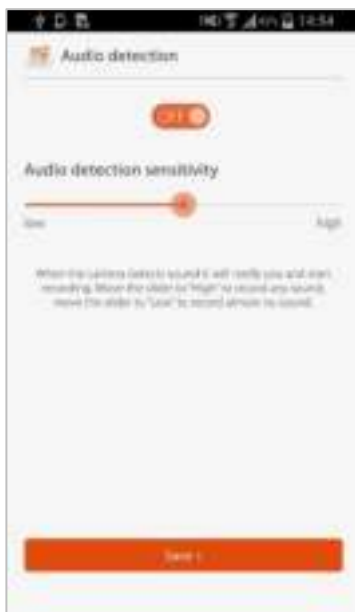 14:54
Audio detection
OFF
Audio detection sensitivity
low high
When the camera detects sound it will notify you and start
recording. Move the slider to "High" to record any sound,
move the slider to "Low" to record almost no sound.
Save